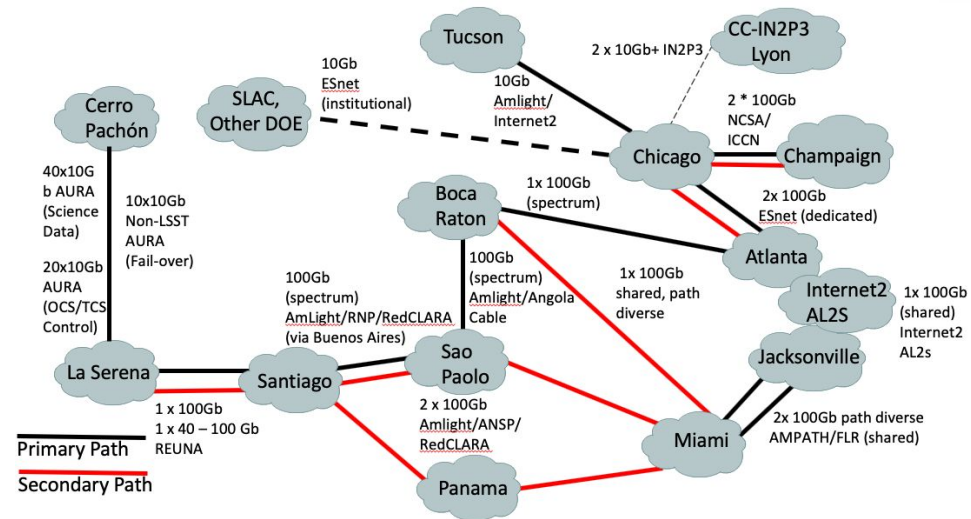 Tucson
CC-IN2P3
Lyon
2 x 10Gb+ IN2P3
10Gb
ESnet
(institutional)
SLAC,
Other DOE
10Gb
Amlight/
Internet2
2 * 100Gb
NCSA/
ICCN
Cerro
Pachón
Chicago
Champaign
40x10G
b AURA
(Science
Data)
10x10Gb
Non-LSST
AURA
(Fail-over)
20x10Gb
AURA
(OCS/TCS
Control)
Boca
Raton
1x 100Gb
(spectrum)
2x 100Gb
ESnet (dedicated)
Atlanta
100Gb
(spectrum)
AmLight/RNP/RedCLARA
(via Buenos Aires)
100Gb
(spectrum)
Amlight/Angola
Cable
1x 100Gb
shared, path
diverse
Internet2
AL2S
1x 100Gb
(shared)
Internet2
AL2s
Jacksonville
La Serena
Santiago
Sao
Paolo
1 x 100Gb
1 x 40 – 100 Gb
REUNA
2 x 100Gb
Amlight/ANSP/
RedCLARA
Miami
2x 100Gb path diverse
AMPATH/FLR (shared)
Panama
Primary Path
Secondary Path